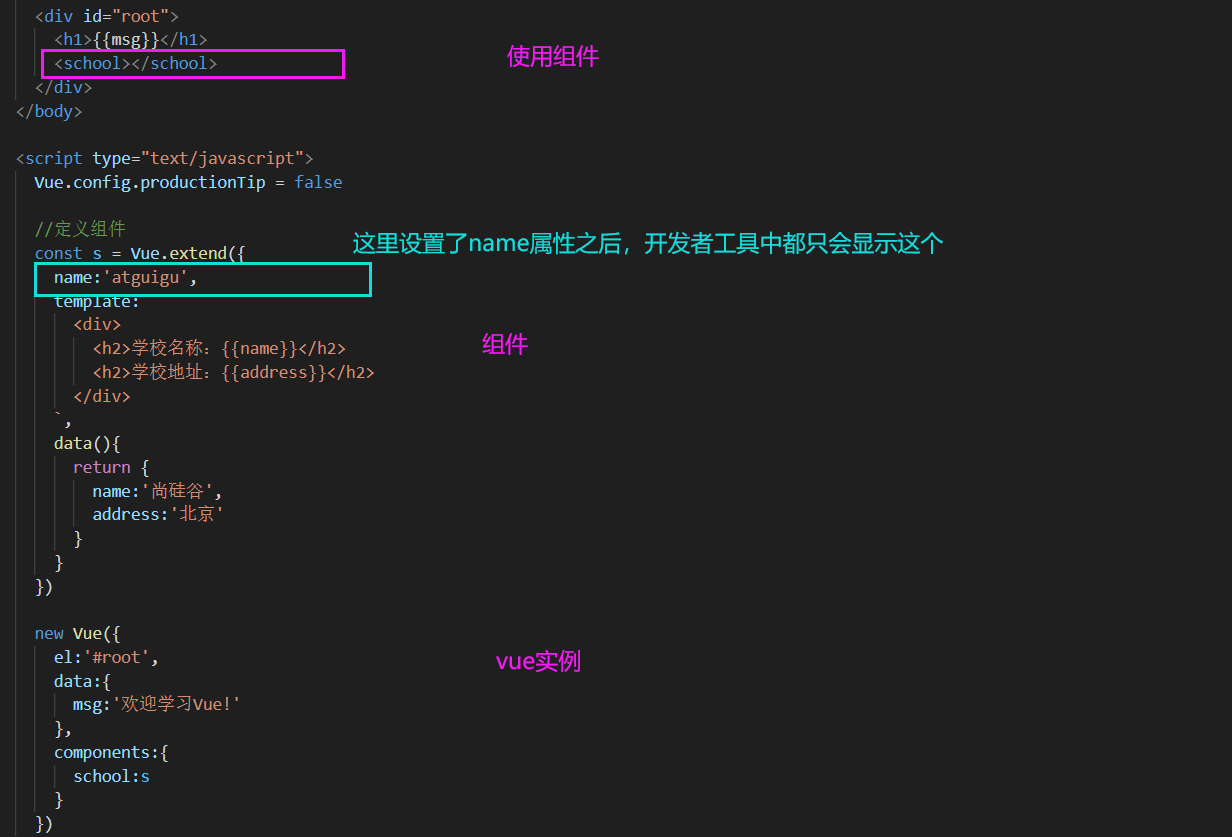 <div id="root">
<h1>{{msg}}</h1>
<school></school> 使用组件
</div>
</body>
<script type="text/javascript">
Vue.config.productionTip = false
//定义组件
const s = Vue.extend({ 这里设置了name属性之后，开发者工具中都只会显示这个
name:'atguigu',
template:
<div>
<h2>学校名称：{{name}}</h2> 组件
<h2>学校地址：{{address}}</h2>
</div>
`,
data(){
return {
name:'尚硅谷',
address:'北京'
}
}
})
new Vue({
el:'#root', vue实例
data:{
msg:'欢迎学习Vue!'
},
components:{
school:s
}
})